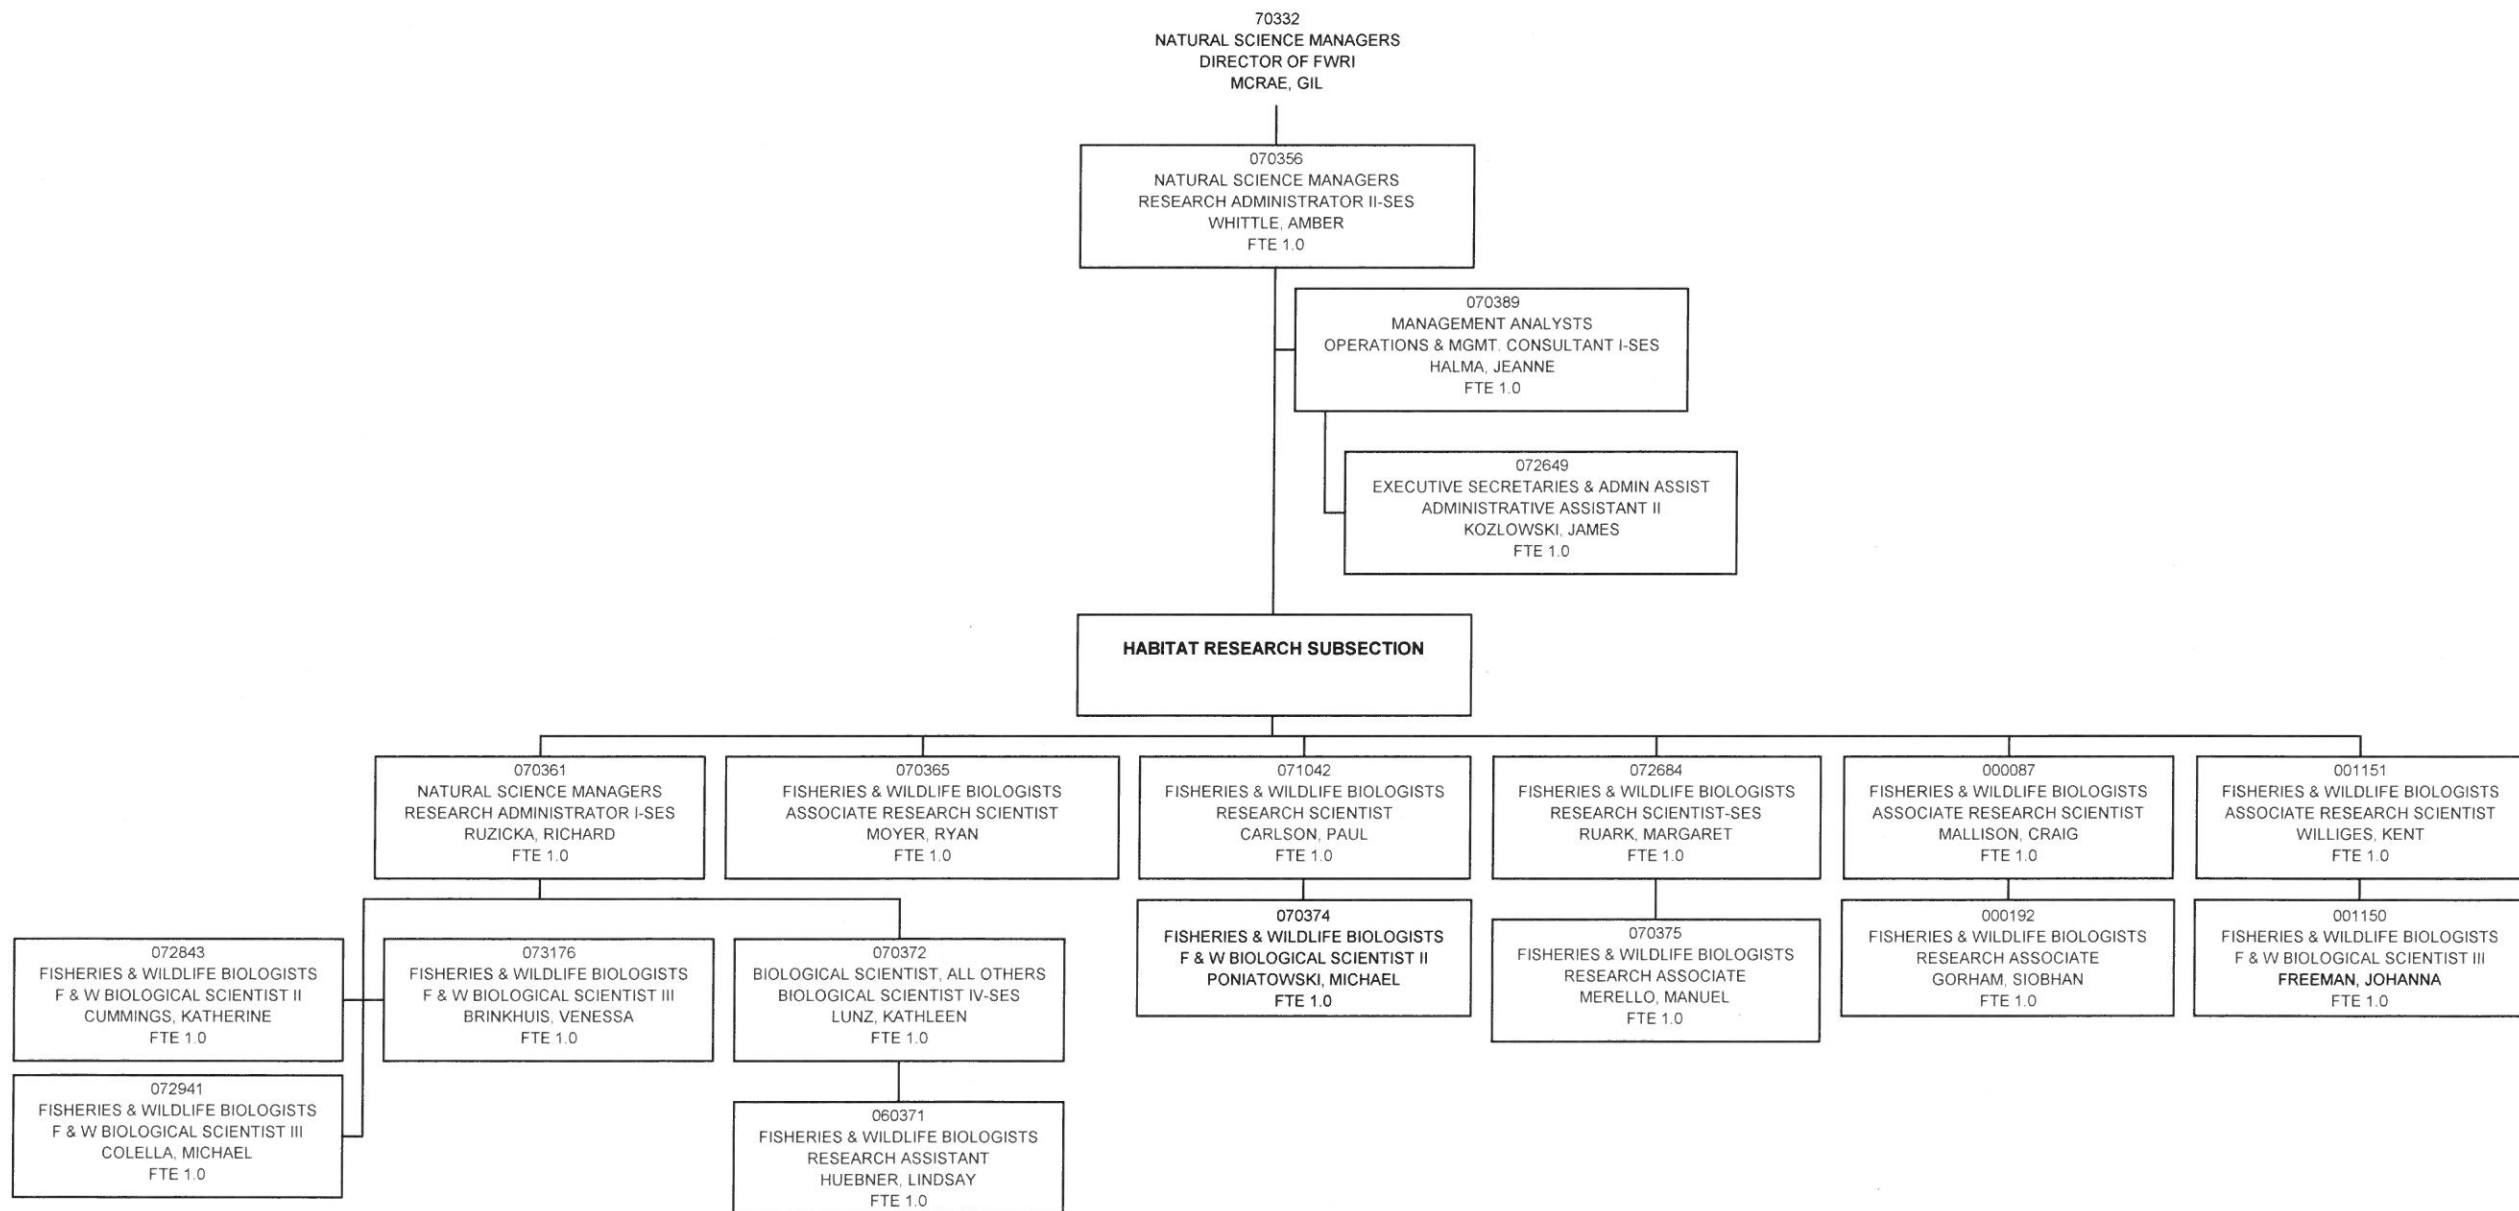 70332
NATURAL SCIENCE MANAGERS
DIRECTOR OF FWRI
MCRAE, GIL
070356
NATURAL SCIENCE MANAGERS
RESEARCH ADMINISTRATOR II-SES
WHITTLE, AMBER
FTE 1.0
070389
MANAGEMENT ANALYSTS
OPERATIONS & MGMT. CONSULTANT I-SES
HALMA, JEANNE
FTE 1.0
072649
EXECUTIVE SECRETARIES & ADMIN ASSIST
ADMINISTRATIVE ASSISTANT II
KOZLOWSKI, JAMES
FTE 1.0
HABITAT RESEARCH SUBSECTION
070361
NATURAL SCIENCE MANAGERS
RESEARCH ADMINISTRATOR I-SES
RUZICKA, RICHARD
FTE 1.0
070365
FISHERIES & WILDLIFE BIOLOGISTS
ASSOCIATE RESEARCH SCIENTIST
MOYER, RYAN
FTE 1.0
071042
FISHERIES & WILDLIFE BIOLOGISTS
RESEARCH SCIENTIST
CARLSON, PAUL
FTE 1.0
072684
FISHERIES & WILDLIFE BIOLOGISTS
RESEARCH SCIENTIST-SES
RUARK, MARGARET
FTE 1.0
000087
FISHERIES & WILDLIFE BIOLOGISTS
ASSOCIATE RESEARCH SCIENTIST
MALLISON, CRAIG
FTE 1.0
001151
FISHERIES & WILDLIFE BIOLOGISTS
ASSOCIATE RESEARCH SCIENTIST
WILLIGES, KENT
FTE 1.0
072843
FISHERIES & WILDLIFE BIOLOGISTS
F & W BIOLOGICAL SCIENTIST II
CUMMINGS, KATHERINE
FTE 1.0
073176
FISHERIES & WILDLIFE BIOLOGISTS
F & W BIOLOGICAL SCIENTIST III
BRINKHUIS, VENESSA
FTE 1.0
070372
BIOLOGICAL SCIENTIST, ALL OTHERS
BIOLOGICAL SCIENTIST IV-SES
LUNZ, KATHLEEN
FTE 1.0
070374
FISHERIES & WILDLIFE BIOLOGISTS
F & W BIOLOGICAL SCIENTIST II
PONIATOWSKI, MICHAEL
FTE 1.0
070375
FISHERIES & WILDLIFE BIOLOGISTS
RESEARCH ASSOCIATE
MERELLO, MANUEL
FTE 1.0
000192
FISHERIES & WILDLIFE BIOLOGISTS
RESEARCH ASSOCIATE
GORHAM, SIOBHAN
FTE 1.0
001150
FISHERIES & WILDLIFE BIOLOGISTS
F & W BIOLOGICAL SCIENTIST III
FREEMAN, JOHANNA
FTE 1.0
072941
FISHERIES & WILDLIFE BIOLOGISTS
F & W BIOLOGICAL SCIENTIST III
COLELLA, MICHAEL
FTE 1.0
060371
FISHERIES & WILDLIFE BIOLOGISTS
RESEARCH ASSISTANT
HUEBNER, LINDSAY
FTE 1.0